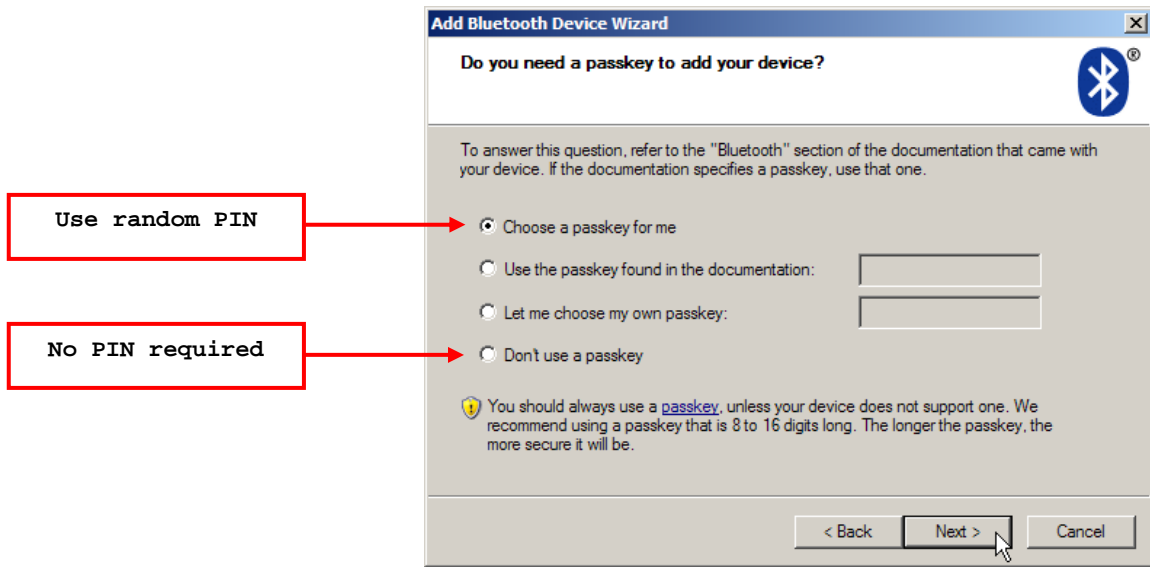 Add Bluetooth Device Wizard
Do you need a passkey to add your device?
®
To answer this question, refer to the "Bluetooth" section of the documentation that came with
your device. If the documentation specifies a passkey, use that one.
Use random PIN
Choose a passkey for me
Use the passkey found in the documentation:
Let me choose my own passkey:
No PIN required
Don't use a passkey
You should always use a passkey, unless your device does not support one. We
recommend using a passkey that is 8 to 16 digits long. The longer the passkey, the
more secure it will be.
< Back
Next >
Cancel